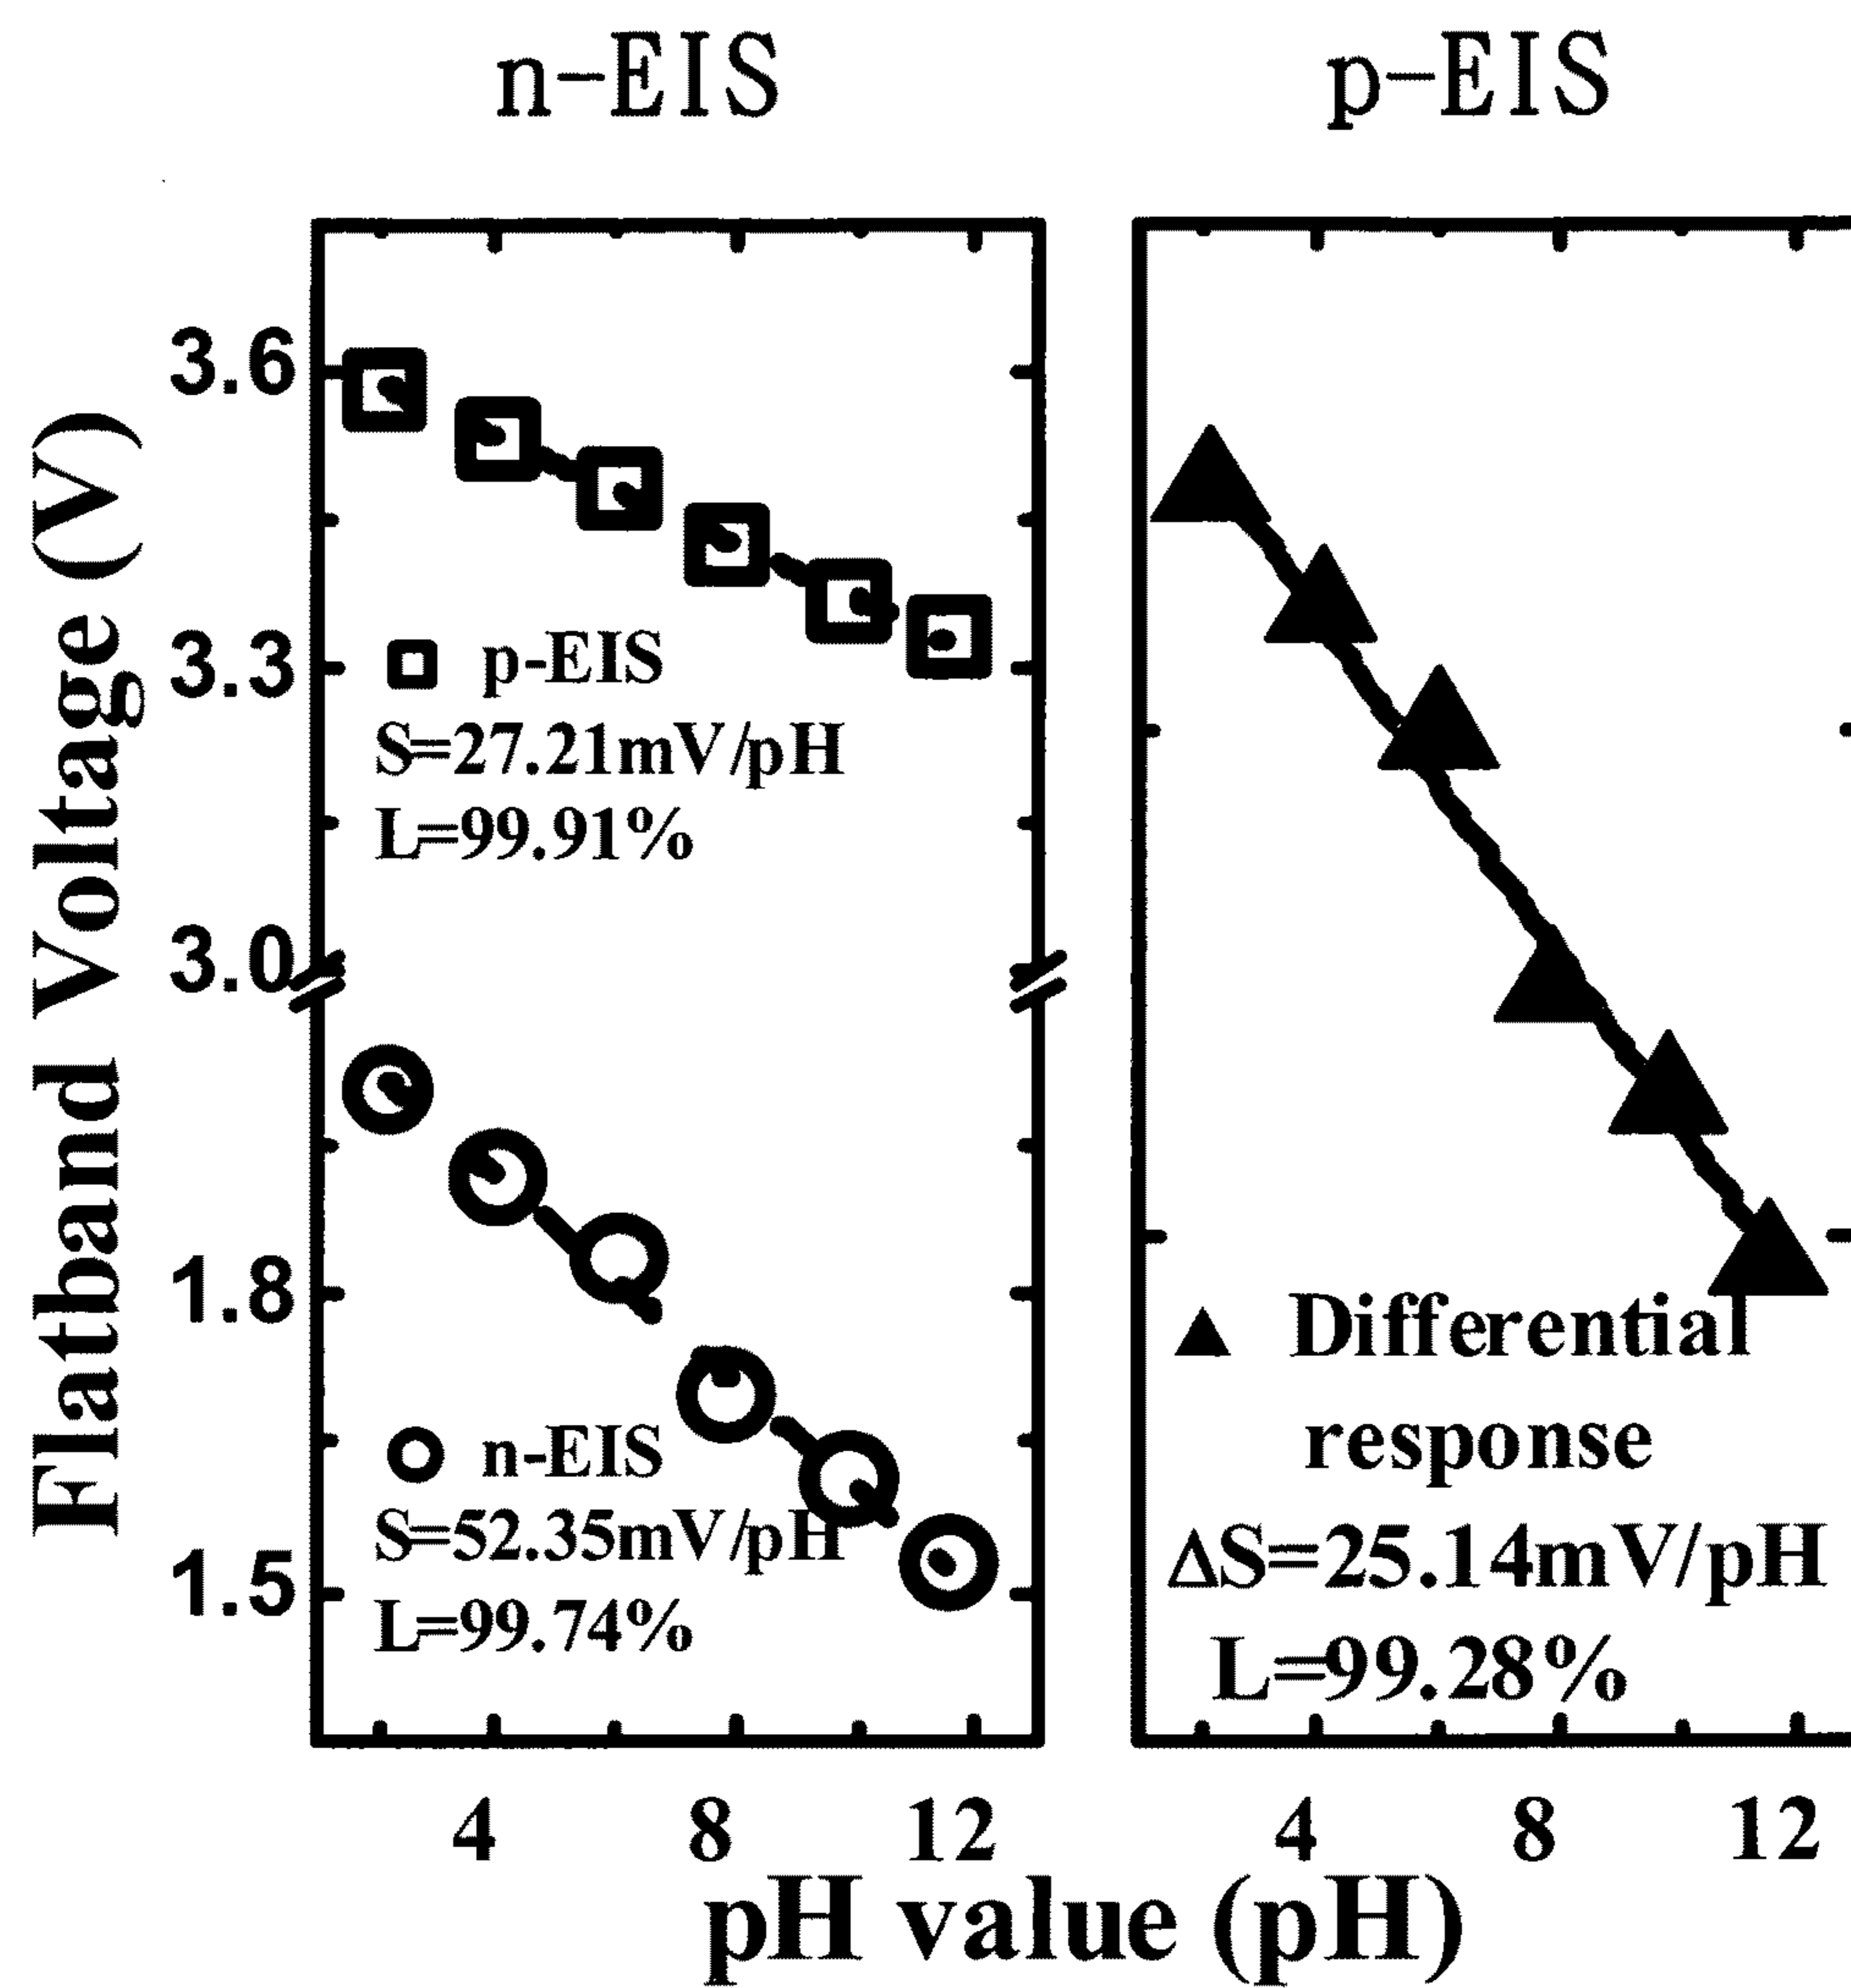 n-EIS
p-EIS
Flatband Voltage (V)
3.6
3.3
3.0
1.8
1.5
p-EIS
S=27.21mV/pH
L=99.91%
n-EIS
S=52.35mV/pH
L=99.74%
4
8
12
Differential
response
ΔS=25.14mV/pH
L=99.28%
4
8
12
pH value (pH)